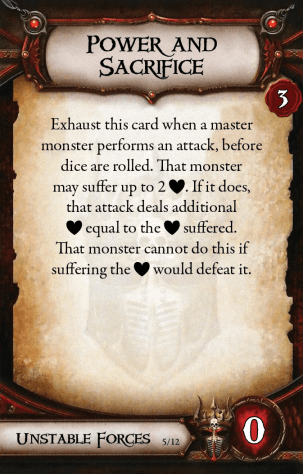 Power and
Sacrifice
3
Exhaust this card when a master
monster performs an attack, before
dice are rolled. That monster
may suffer up to 2 ♥. If it does,
that attack deals additional
♥ equal to the ♥ suffered.
That monster cannot do this if
suffering the ♥ would defeat it.
Unstable Forces 5/12
0